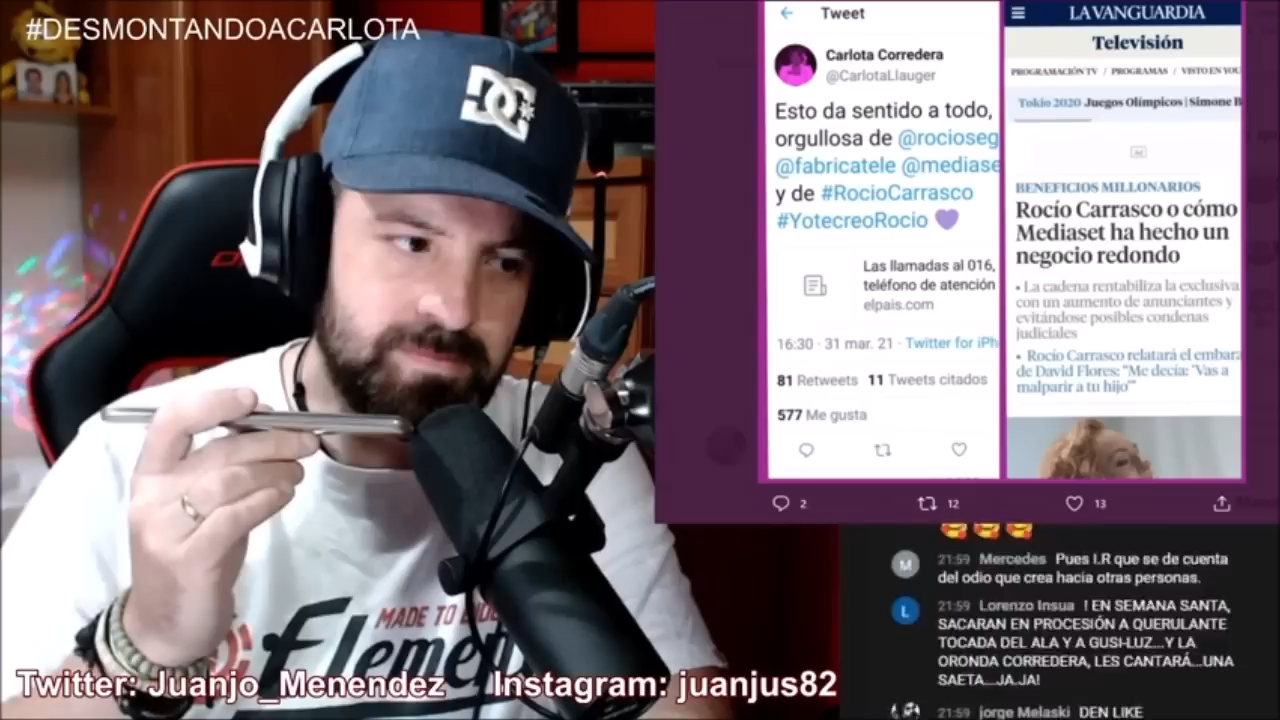 #DESMONTANDOACARLOTA
Tweet
Carlota Corredera
@CarlotaLlauger
Esto da sentido a todo,
orgullosa de @rocioseg
@fabricatele @mediase
y de #RocioCarrasco
#YotecreoRocio 💜
Las llamadas al 016,
teléfono de atención
elpais.com
16:30 · 31 mar. 21 · Twitter for iPh
81 Retweets 11 Tweets citados
577 Me gusta
LA VANGUARDIA
Televisión
PROGRAMACIÓN TV / PROGRAMAS / VISTO EN YOU
Tokio 2020 Juegos Olímpicos | Simone B
Ad
BENEFICIOS MILLONARIOS
Rocío Carrasco o cómo
Mediaset ha hecho un
negocio redondo
• La cadena rentabiliza la exclusiva
con un aumento de anunciantes y
evitándose posibles condenas
judiciales
• Rocío Carrasco relatará el embara
de David Flores: "Me decía: 'Vas a
malparir a tu hijo'"
2 12 13
🥰🥰🥰
M 21:59 Mercedes Pues I.R que se de cuenta
del odio que crea hacia otras personas.
L 21:59 Lorenzo Insua ! EN SEMANA SANTA,
SACARAN EN PROCESIÓN A QUERULANTE
TOCADA DEL ALA Y A GUSI-LUZ...Y LA
ORONDA CORREDERA, LES CANTARÁ...UNA
SAETA...JA.JA!
21:59 jorge Melaski DEN LIKE
DC
MADE TO
Element
Twitter: Juanjo_Menendez Instagram: juanjus82